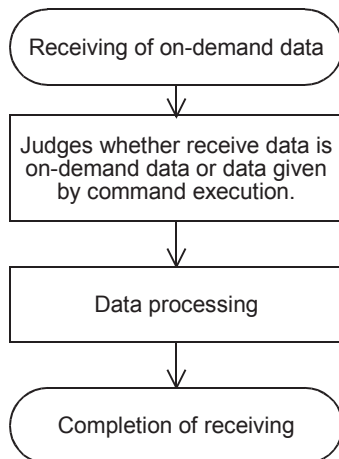 Receiving of on-demand data
Judges whether receive data is
on-demand data or data given
by command execution.
Data processing
Completion of receiving